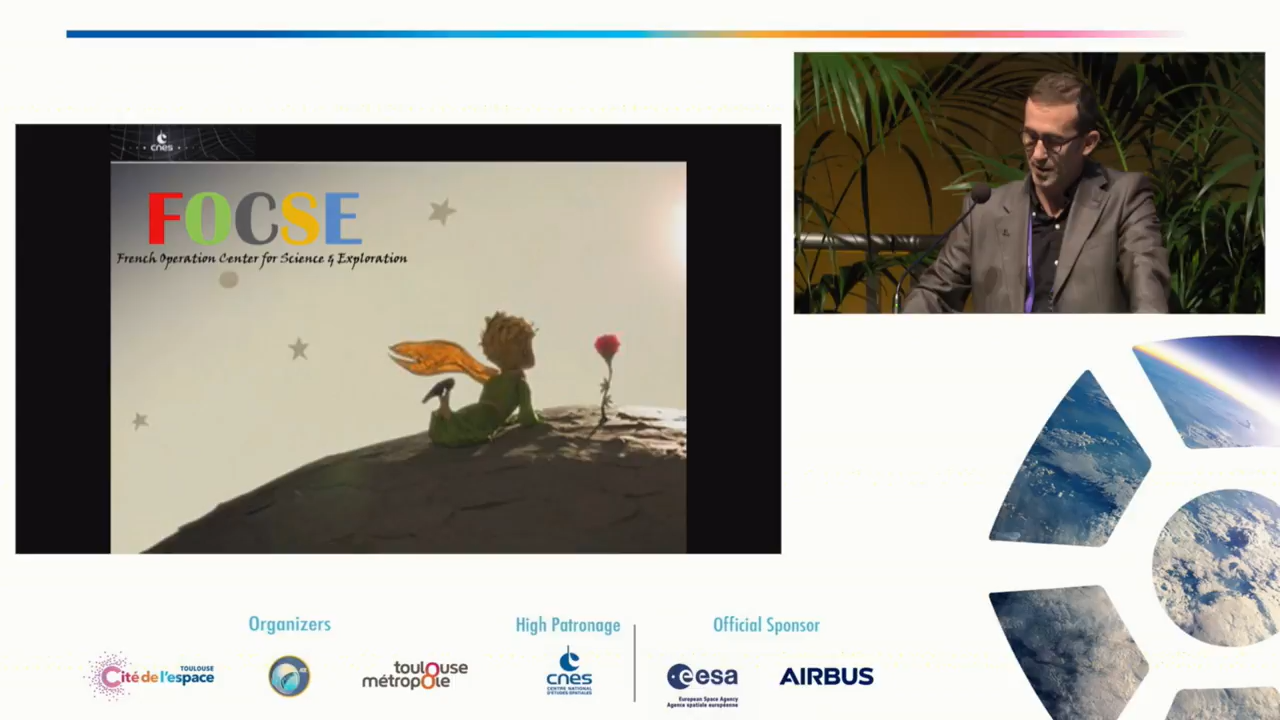 cnes
FOCSE
French Operation Center for Science & Exploration
Organizers
High Patronage
Official Sponsor
TOULOUSE
Cité de l'espace
toulouse
métropole
cnes
CENTRE NATIONAL
D'ÉTUDES SPATIALES
esa
European Space Agency
Agence spatiale européenne
AIRBUS